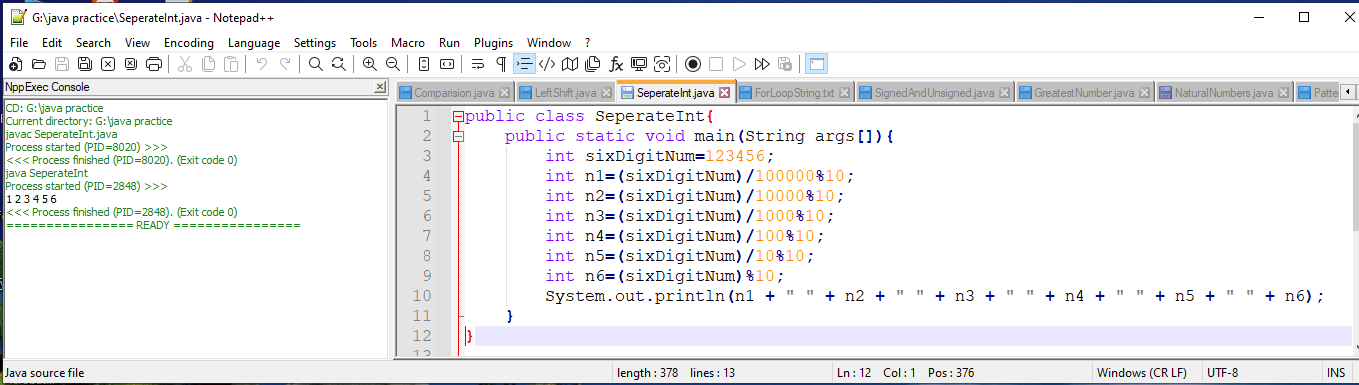 G:\java practice\SeperateInt.java - Notepad++
File Edit Search View Encoding Language Settings Tools Macro Run Plugins Window ?
NppExec Console
CD: G:\java practice
Current directory: G:\java practice
javac SeperateInt.java
Process started (PID=8020) >>>
<<< Process finished (PID=8020). (Exit code 0)
java SeperateInt
Process started (PID=2848) >>>
1 2 3 4 5 6
<<< Process finished (PID=2848). (Exit code 0)
================ READY ================
Comparision.java LeftShift.java SeperateInt.java ForLoopString.txt SignedAndUnsigned.java GreatestNumber.java NaturalNumbers.java Patte
1 public class SeperateInt{
2 public static void main(String args[]){
3 int sixDigitNum=123456;
4 int n1=(sixDigitNum)/100000%10;
5 int n2=(sixDigitNum)/10000%10;
6 int n3=(sixDigitNum)/1000%10;
7 int n4=(sixDigitNum)/100%10;
8 int n5=(sixDigitNum)/10%10;
9 int n6=(sixDigitNum)%10;
10 System.out.println(n1 + " " + n2 + " " + n3 + " " + n4 + " " + n5 + " " + n6);
11 }
12 }
13
Java source file length : 378 lines : 13 Ln : 12 Col : 1 Pos : 376 Windows (CR LF) UTF-8 INS